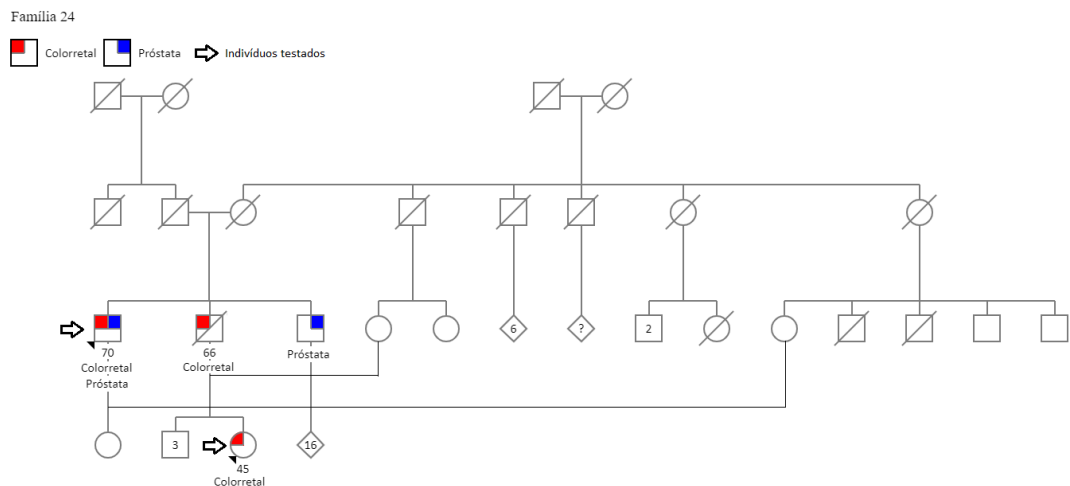 Família 24
Colorretal Próstata Indivíduos testados
6 ? 2
70 66 Próstata
Colorretal Colorretal
Próstata
3 16
45
Colorretal